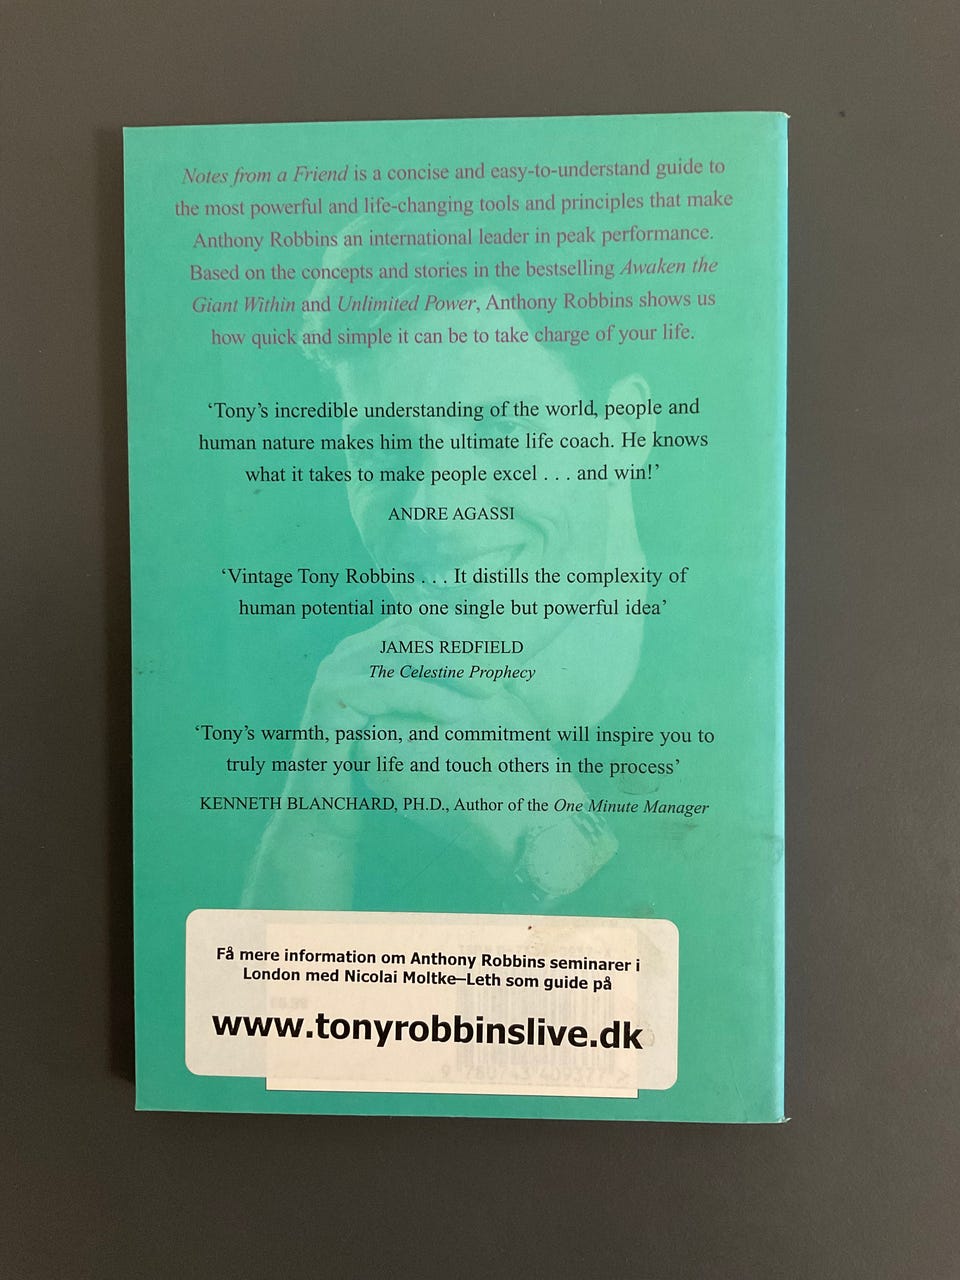 Notes from a Friend is a concise and easy-to-understand guide to
the most powerful and life-changing tools and principles that make
Anthony Robbins an international leader in peak performance.
Based on the concepts and stories in the bestselling Awaken the
Giant Within and Unlimited Power, Anthony Robbins shows us
how quick and simple it can be to take charge of your life.
‘Tony’s incredible understanding of the world, people and
human nature makes him the ultimate life coach. He knows
what it takes to make people excel . . . and win!’
ANDRE AGASSI
‘Vintage Tony Robbins . . . It distills the complexity of
human potential into one single but powerful idea’
JAMES REDFIELD
The Celestine Prophecy
‘Tony’s warmth, passion, and commitment will inspire you to
truly master your life and touch others in the process’
KENNETH BLANCHARD, PH.D., Author of the One Minute Manager
Få mere information om Anthony Robbins seminarer i
London med Nicolai Moltke–Leth som guide på
www.tonyrobbinslive.dk
9 780743 409377 >